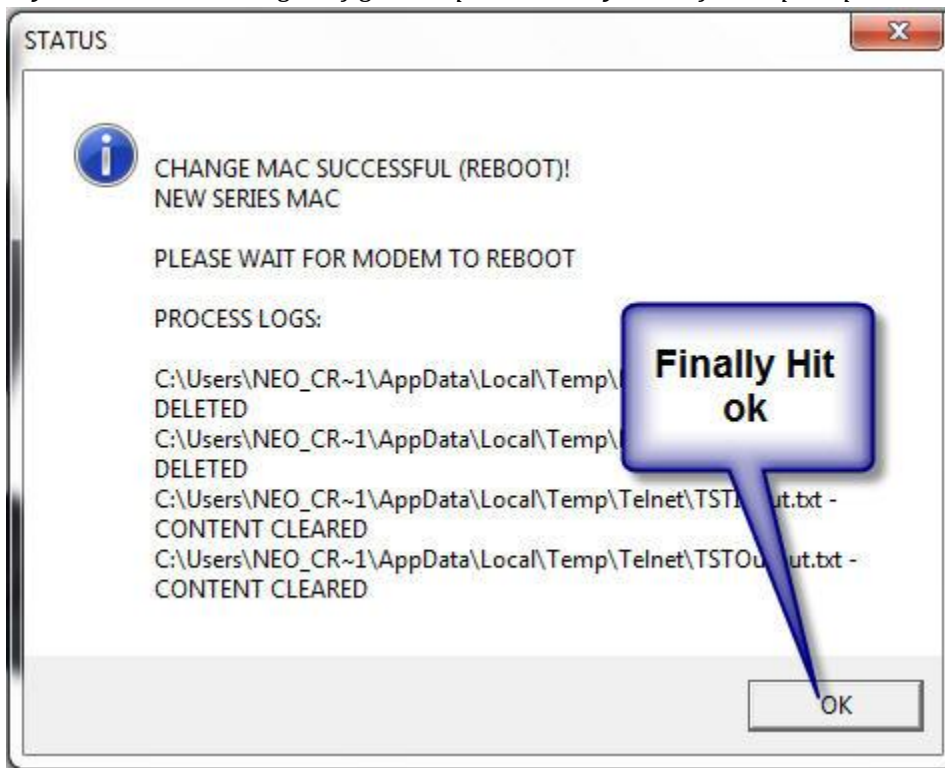 STATUS
CHANGE MAC SUCCESSFUL (REBOOT)!
NEW SERIES MAC
PLEASE WAIT FOR MODEM TO REBOOT
PROCESS LOGS:
C:\Users\NEO_CR~1\AppData\Local\Temp\
DELETED
C:\Users\NEO_CR~1\AppData\Local\Temp\
DELETED
C:\Users\NEO_CR~1\AppData\Local\Temp\Telnet\ -
CONTENT CLEARED
C:\Users\NEO_CR~1\AppData\Local\Temp\Telnet\ -
CONTENT CLEARED
Finally Hit
ok
OK